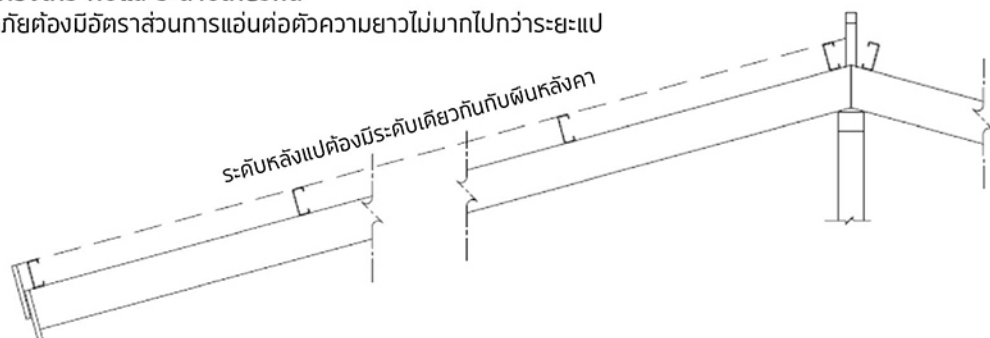 ภัยต้องมีอัตราส่วนการแอ่นต่อตัวความยาวไม่มากไปกว่าระยะแป
ระดับหลังแปต้องมีระดับเดียวกันกับผืนหลังคา